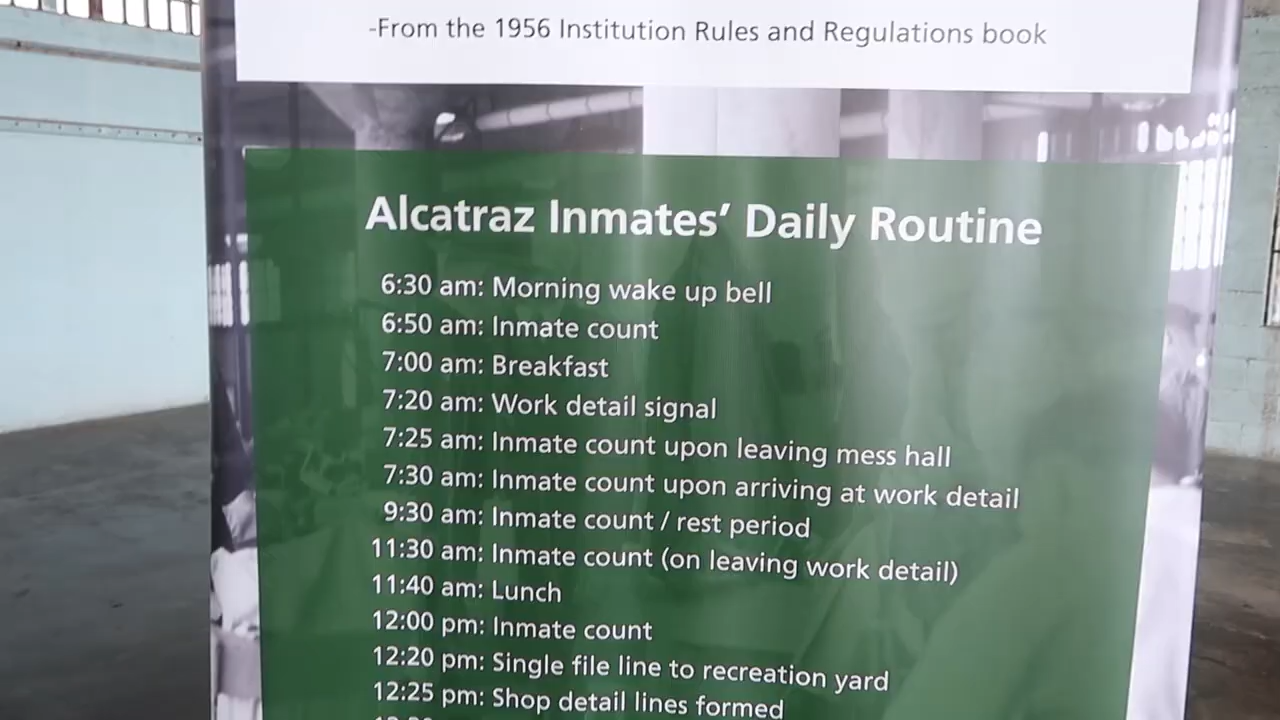 -From the 1956 Institution Rules and Regulations book
Alcatraz Inmates’ Daily Routine
6:30 am: Morning wake up bell
6:50 am: Inmate count
7:00 am: Breakfast
7:20 am: Work detail signal
7:25 am: Inmate count upon leaving mess hall
7:30 am: Inmate count upon arriving at work detail
9:30 am: Inmate count / rest period
11:30 am: Inmate count (on leaving work detail)
11:40 am: Lunch
12:00 pm: Inmate count
12:20 pm: Single file line to recreation yard
12:25 pm: Shop detail lines formed